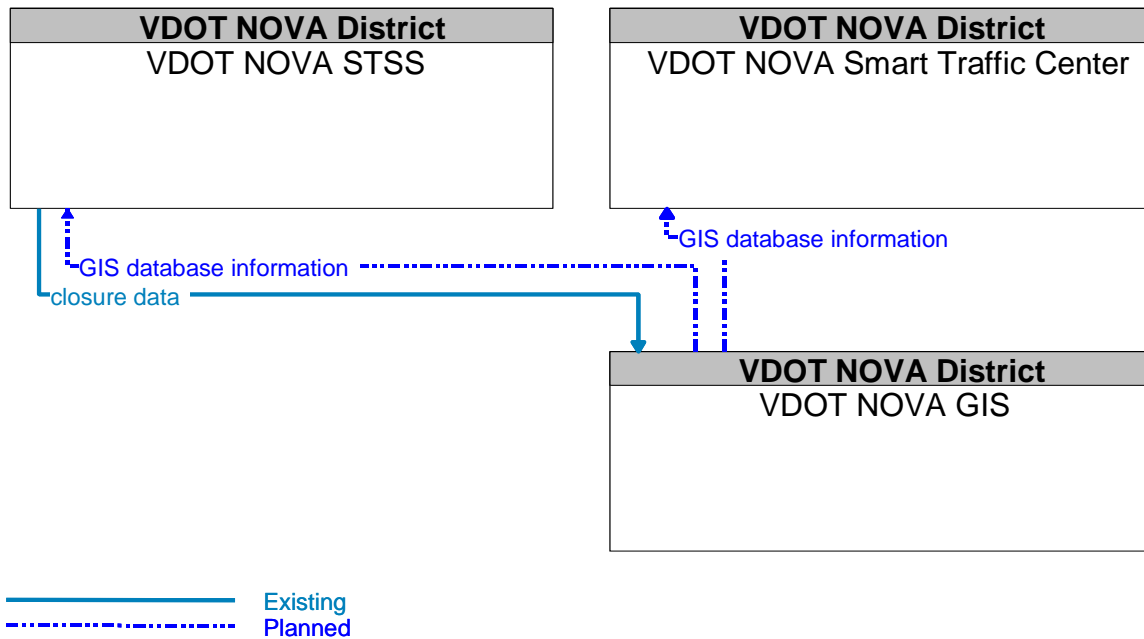 VDOT NOVA District
VDOT NOVA STSS
VDOT NOVA District
VDOT NOVA Smart Traffic Center
GIS database information
GIS database information
closure data
VDOT NOVA District
VDOT NOVA GIS
Existing
Planned